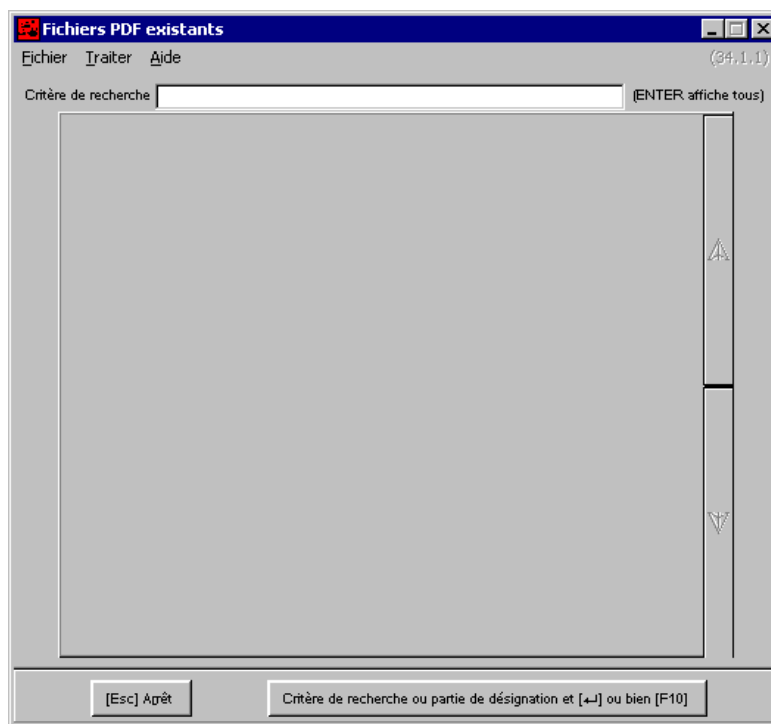 Fichiers PDF existants
Fichier Traiter Aide (34.1.1)
Critère de recherche (ENTER affiche tous)
[Esc] Arrêt Critère de recherche ou partie de désignation et [↵] ou bien [F10]